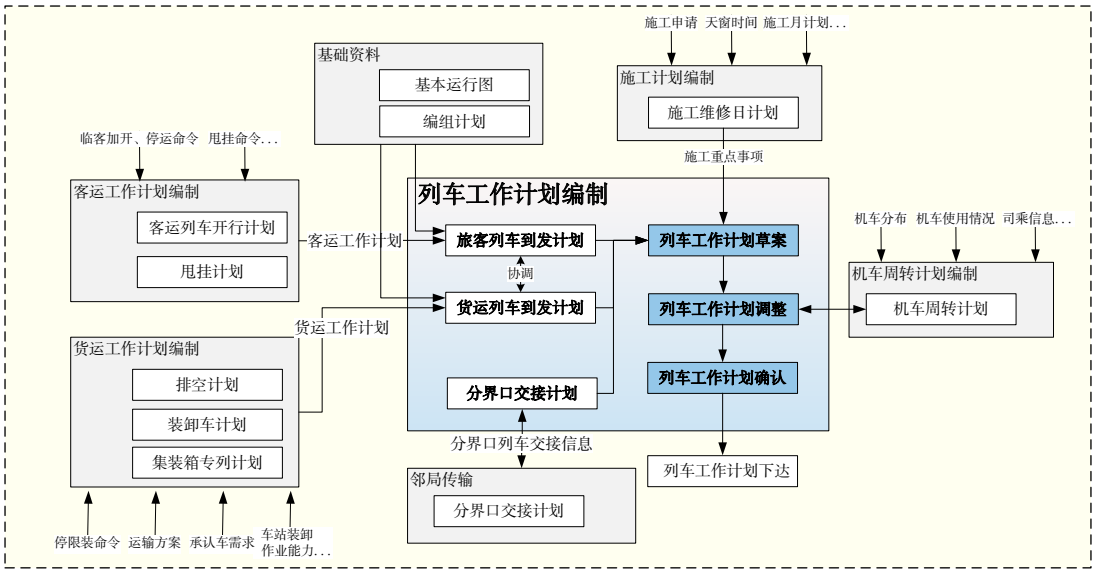 施工申请 天窗时间 施工月计划...
基础资料
基本运行图
编组计划
施工计划编制
施工维修日计划
施工重点事项
临客加开、停运命令 甩挂命令...
客运工作计划编制
客运列车开行计划
甩挂计划
客运工作计划
列车工作计划编制
旅客列车到发计划
协调
货运列车到发计划
分界口交接计划
列车工作计划草案
列车工作计划调整
列车工作计划确认
机车分布 机车使用情况 司乘信息...
机车周转计划编制
机车周转计划
货运工作计划
货运工作计划编制
排空计划
装卸车计划
集装箱专列计划
分界口列车交接信息
邻局传输
分界口交接计划
列车工作计划下达
停限装命令 运输方案 承认车需求 车站装卸
作业能力...